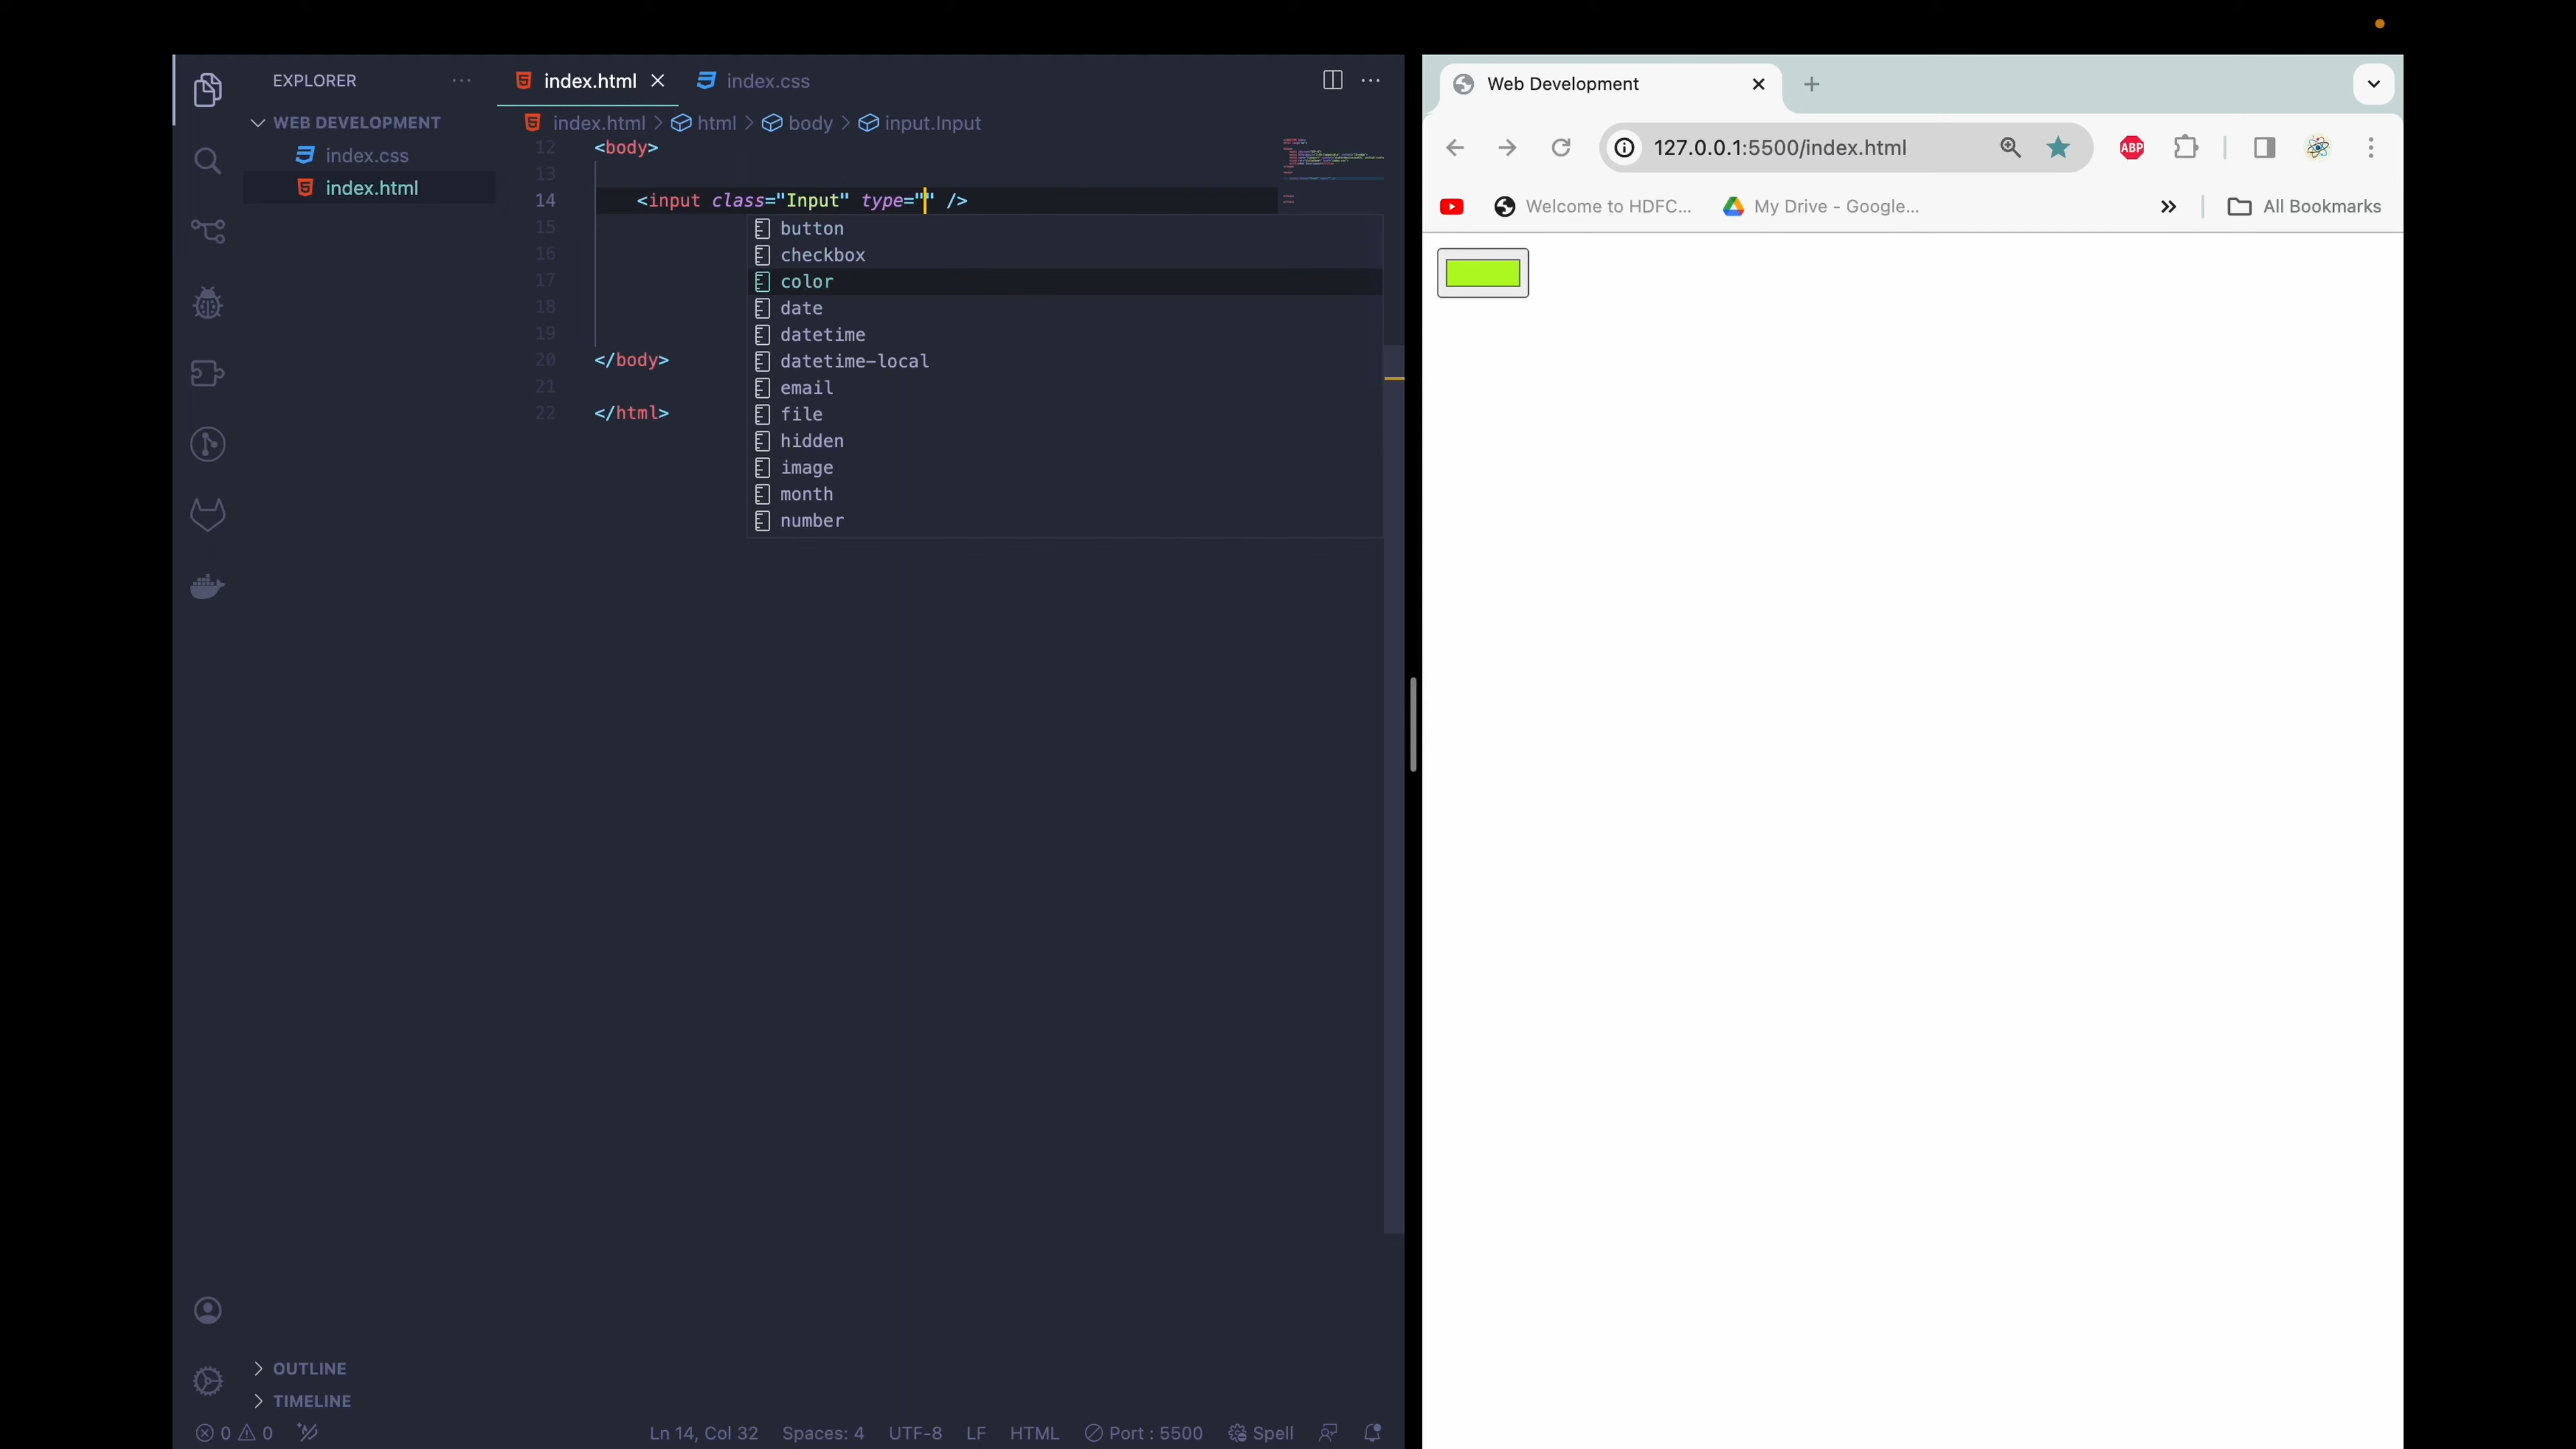 EXPLORER
WEB DEVELOPMENT
index.css
index.html
OUTLINE
TIMELINE
index.html
index.css
index.html > html > body > input.Input
12 <body>
13
14 <input class="Input" type="" />
15
16
17
18
19
20 </body>
21
22 </html>
button
checkbox
color
date
datetime
datetime-local
email
file
hidden
image
month
number
0 0
Ln 14, Col 32
Spaces: 4
UTF-8
LF
HTML
Port : 5500
Spell
Web Development
127.0.0.1:5500/index.html
ABP
Welcome to HDFC...
My Drive - Google...
All Bookmarks